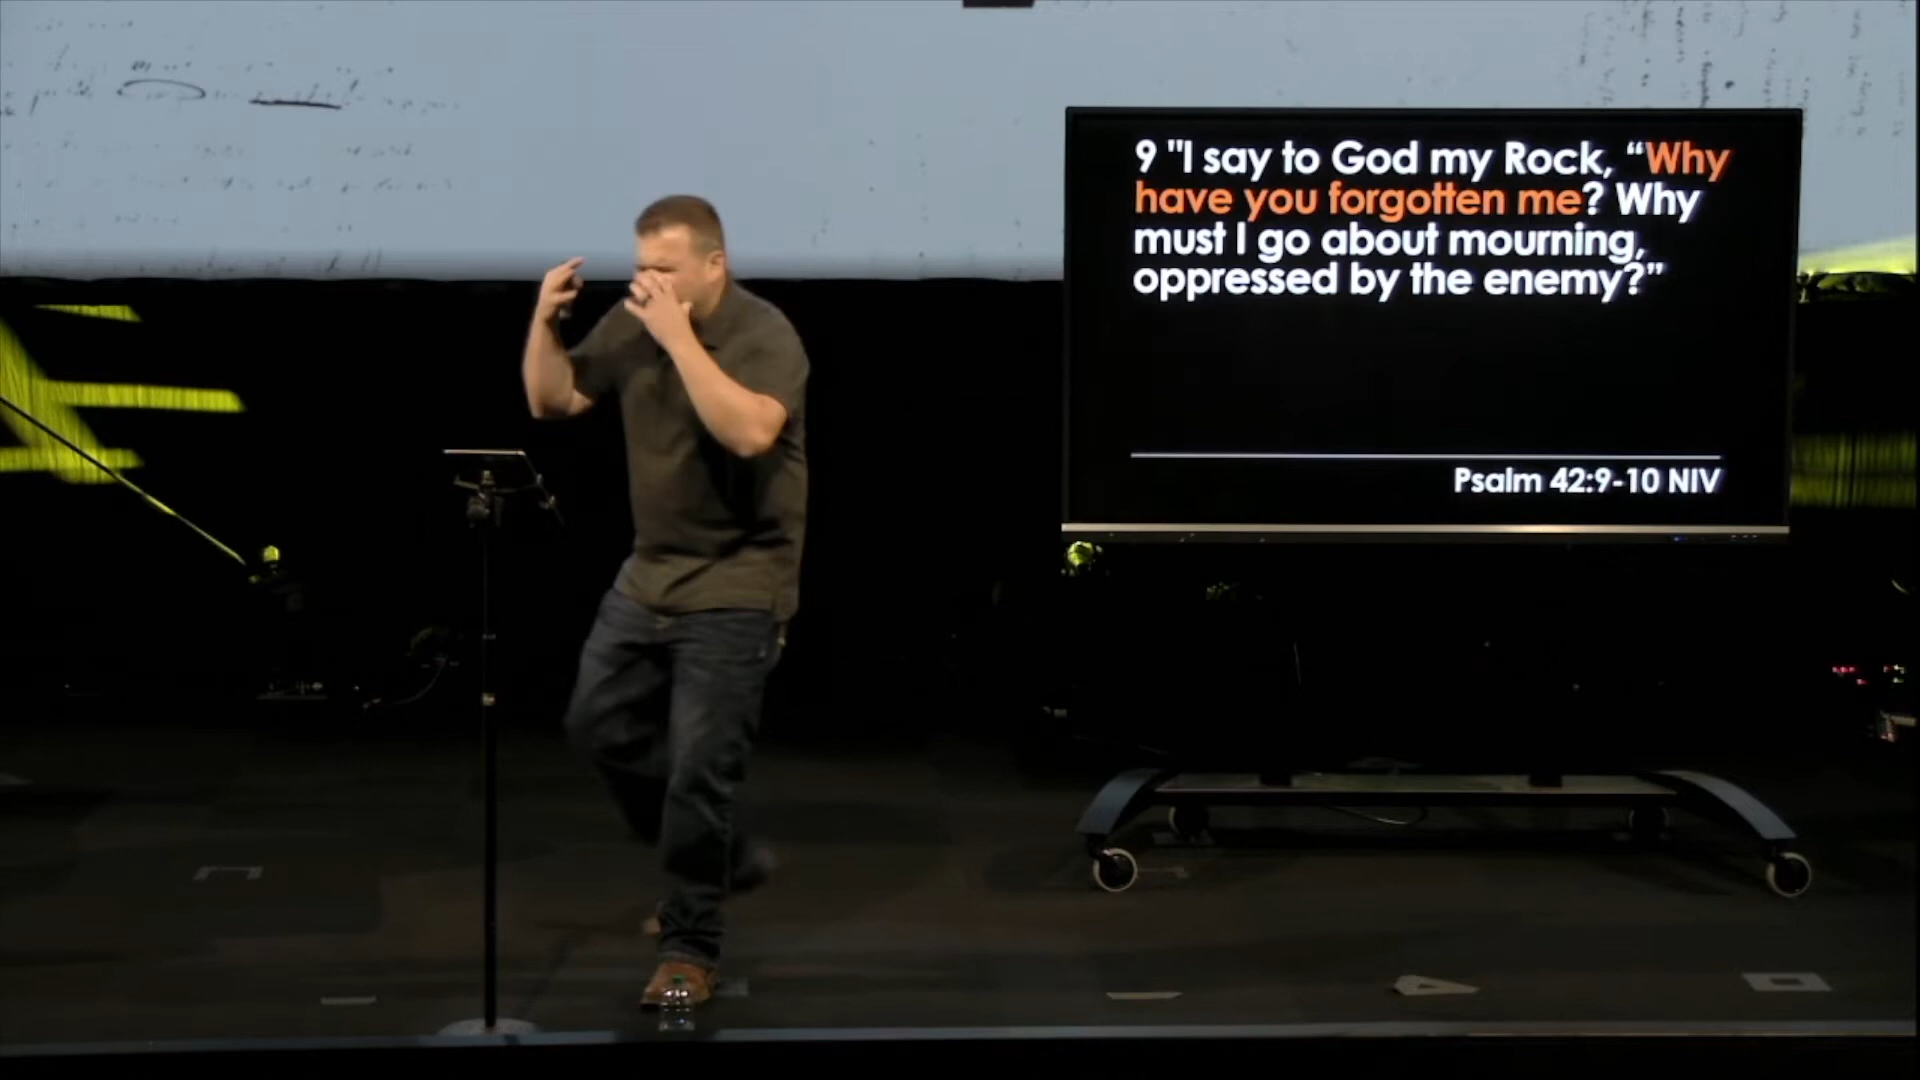 9 "I say to God my Rock, “Why
have you forgotten me? Why
must I go about mourning,
oppressed by the enemy?”
Psalm 42:9-10 NIV